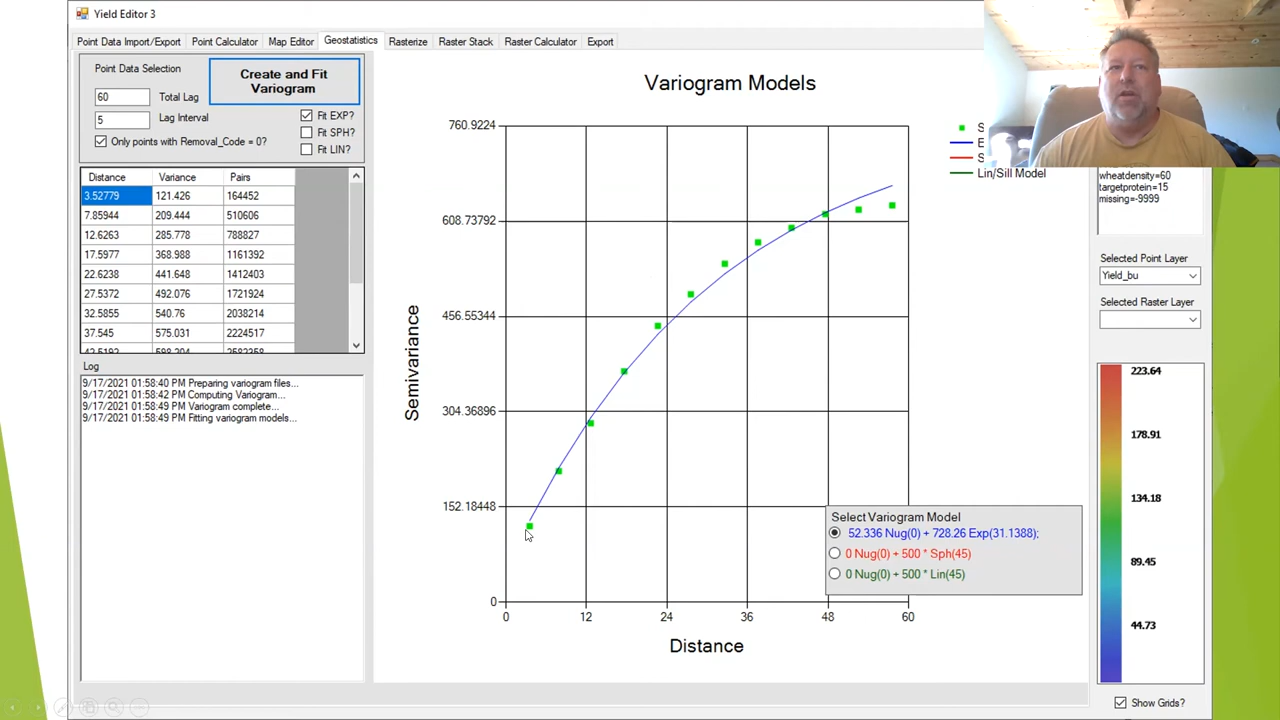 Yield Editor 3
Point Data Import/Export
Point Calculator
Map Editor
Geostatistics
Rasterize
Raster Stack
Raster Calculator
Export
Point Data Selection
Create and Fit
Variogram
60
Total Lag
5
Lag Interval
Only points with Removal_Code = 0?
Fit EXP?
Fit SPH?
Fit LIN?
Distance Variance Pairs
3.52779 121.426 164452
7.85944 209.444 510606
12.6263 285.778 788827
17.5977 368.988 1161392
22.6238 441.648 1412403
27.5372 492.076 1721924
32.5855 540.76 2038214
37.545 575.031 2224517
42.5192 598.204 2582358
Log
9/17/2021 01:58:40 PM Preparing variogram files...
9/17/2021 01:58:42 PM Computing Variogram...
9/17/2021 01:58:49 PM Variogram complete...
9/17/2021 01:58:49 PM Fitting variogram models...
Variogram Models
760.9224
608.73792
456.55344
304.36896
152.18448
0
Semivariance
0 12 24 36 48 60
Distance
S
E
S
Lin/Sill Model
Select Variogram Model
52.336 Nug(0) + 728.26 Exp(31.1388);
0 Nug(0) + 500 * Sph(45)
0 Nug(0) + 500 * Lin(45)
wheatdensity=60
targetprotein=15
missing=-9999
Selected Point Layer
Yield_bu
Selected Raster Layer
223.64
178.91
134.18
89.45
44.73
Show Grids?